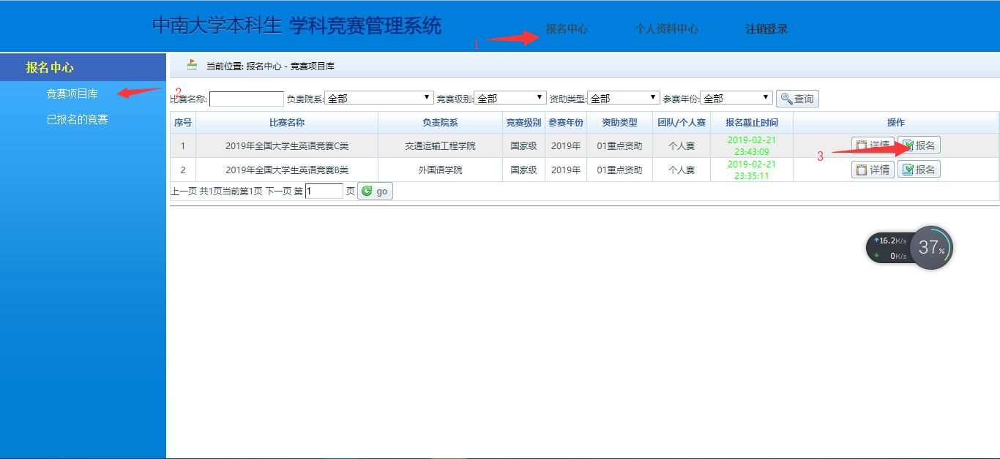 中南大学本科生 学科竞赛管理系统
报名中心 个人资料中心 注销登录
1
报名中心
当前位置: 报名中心 - 竞赛项目库
竞赛项目库
2
已报名的竞赛
比赛名称: 负责院系: 全部 竞赛级别: 全部 资助类型: 全部 参赛年份: 全部 查询
序号 比赛名称 负责院系 竞赛级别 参赛年份 资助类型 团队/个人赛 报名截止时间 操作
1 2019年全国大学生英语竞赛C类 交通运输工程学院 国家级 2019年 01重点资助 个人赛 2019-02-21 23:43:09 详情 报名
3
2 2019年全国大学生英语竞赛B类 外国语学院 国家级 2019年 01重点资助 个人赛 2019-02-21 23:35:11 详情 报名
上一页 共1页当前第1页 下一页 第 1 页 go
16.2K/s
0K/s
37%